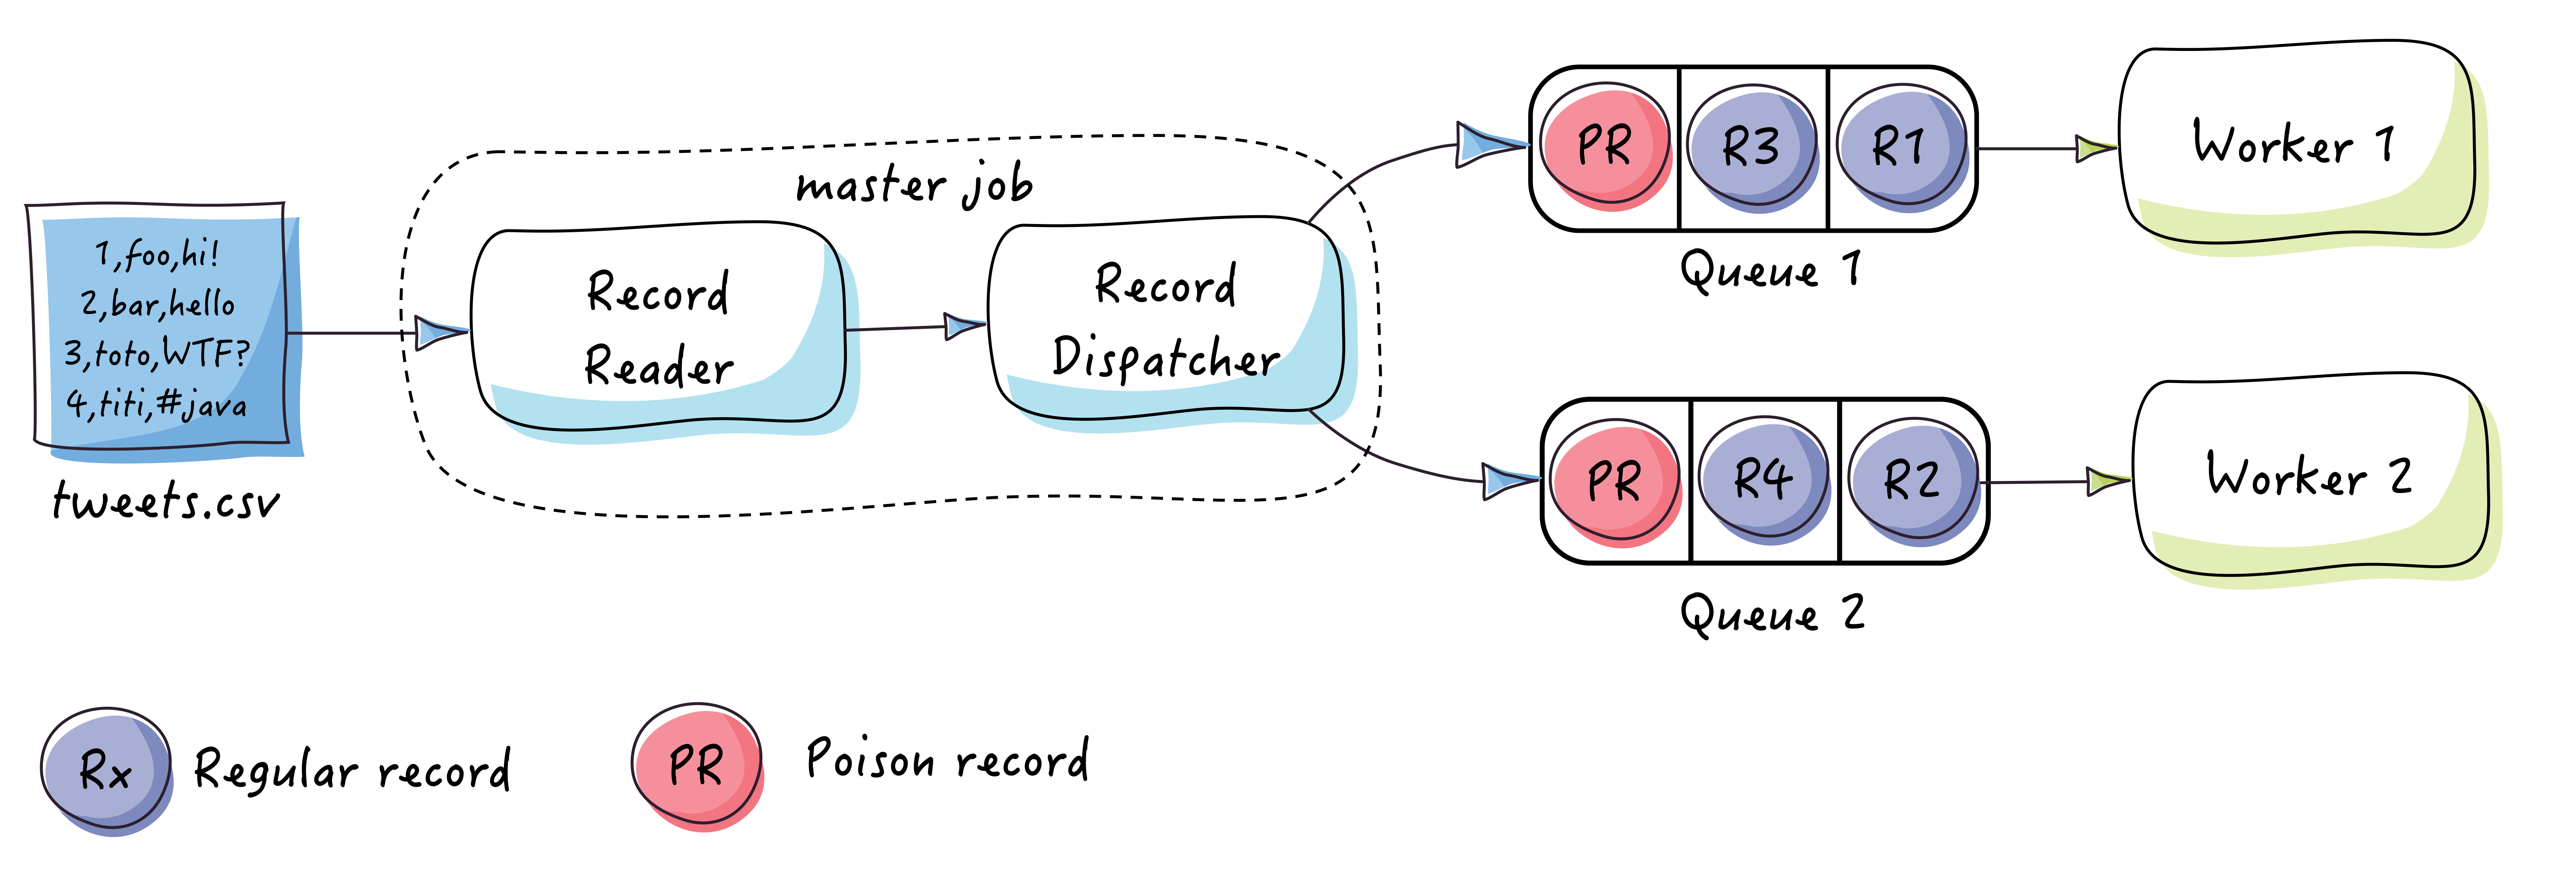 1,foo,hi!
2,bar,hello
3,toto,WTF?
4,titi,#java
tweets.csv
master job
Record
Reader
Record
Dispatcher
PR R3 R1
Queue 1
Worker 1
PR R4 R2
Queue 2
Worker 2
Rx Regular record
PR Poison record